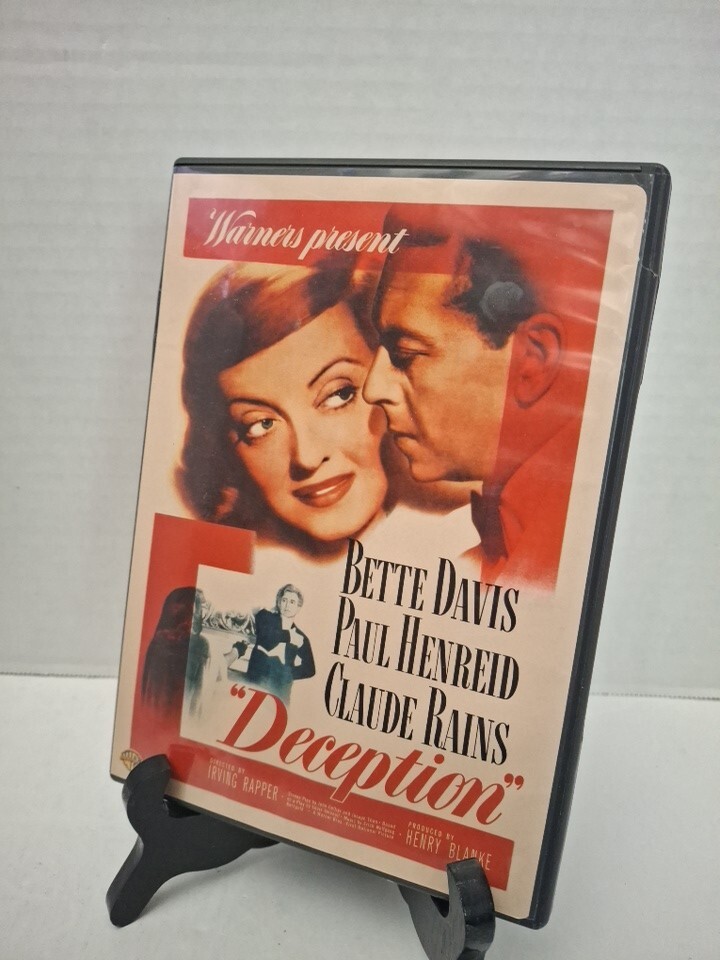 Warners present
BETTE DAVIS
PAUL HENREID
CLAUDE RAINS
"Deception"
DIRECTED BY
IRVING RAPPER
PRODUCED BY
HENRY BLANKE